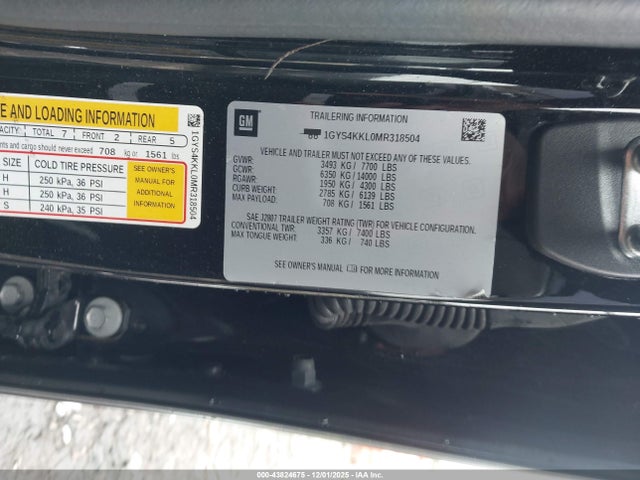 E AND LOADING INFORMATION
ACITY TOTAL 7 FRONT 2 REAR 5
nts and cargo should never exceed 708 kg or 1561 lbs
SIZE COLD TIRE PRESSURE
H 250 kPa, 36 PSI
H 250 kPa, 36 PSI
S 240 kPa, 35 PSI
SEE OWNER'S
MANUAL FOR
ADDITIONAL
INFORMATION
1GYS4KKL0MR318504
GM
TRAILERING INFORMATION
1GYS4KKL0MR318504
VEHICLE AND TRAILER MUST NOT EXCEED ANY OF THESE VALUES.
GVWR: 3493 KG / 7700 LBS
GCWR: 6350 KG / 14000 LBS
RGAWR: 1950 KG / 4300 LBS
CURB WEIGHT: 2785 KG / 6139 LBS
MAX PAYLOAD: 708 KG / 1561 LBS
SAE J2807 TRAILER WEIGHT RATING (TWR) FOR VEHICLE CONFIGURATION.
CONVENTIONAL TWR: 3357 KG / 7400 LBS
MAX TONGUE WEIGHT: 336 KG / 740 LBS
SEE OWNER'S MANUAL FOR MORE INFORMATION
000-43824675 - 12/01/2025 - IAAI.COM